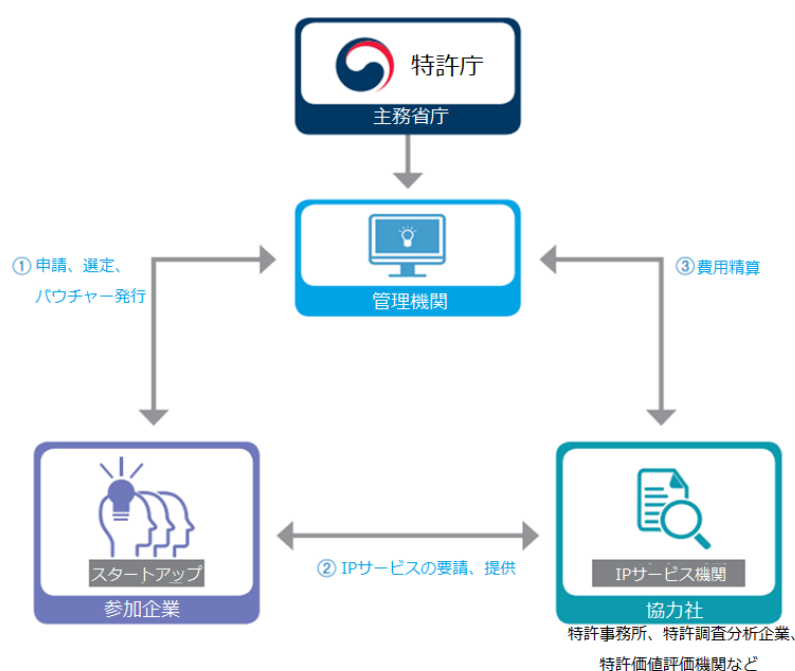 特許庁
主務省庁
管理機関
①申請、選定、
バウチャー発行
③費用精算
スタートアップ
参加企業
②IPサービスの要請、提供
IPサービス機関
協力社
特許事務所、特許調査分析企業、
特許価値評価機関など